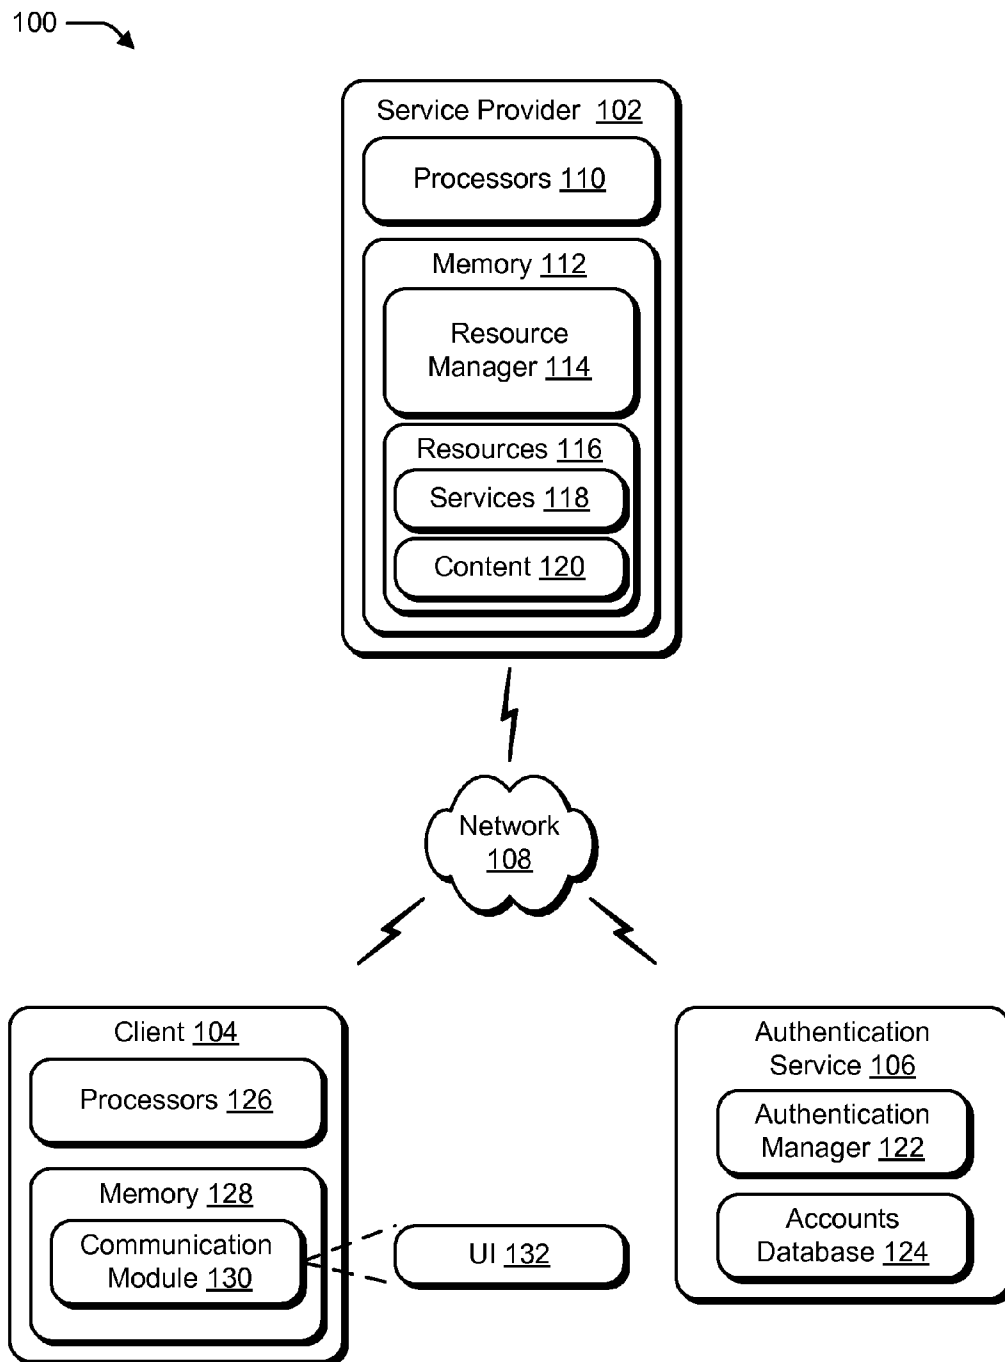 100
Service Provider 102
Processors 110
Memory 112
Resource
Manager 114
Resources 116
Services 118
Content 120
Network
108
Client 104
Processors 126
Memory 128
Communication
Module 130
UI 132
Authentication
Service 106
Authentication
Manager 122
Accounts
Database 124